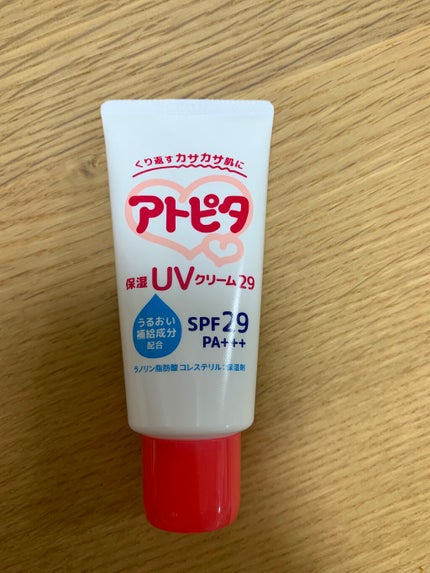 くり返すカサカサ肌に
アトピタ
保湿UVクリーム29
うるおい
補給成分
配合
SPF29
PA+++
ラノリン脂肪酸 コレステリル:保湿剤